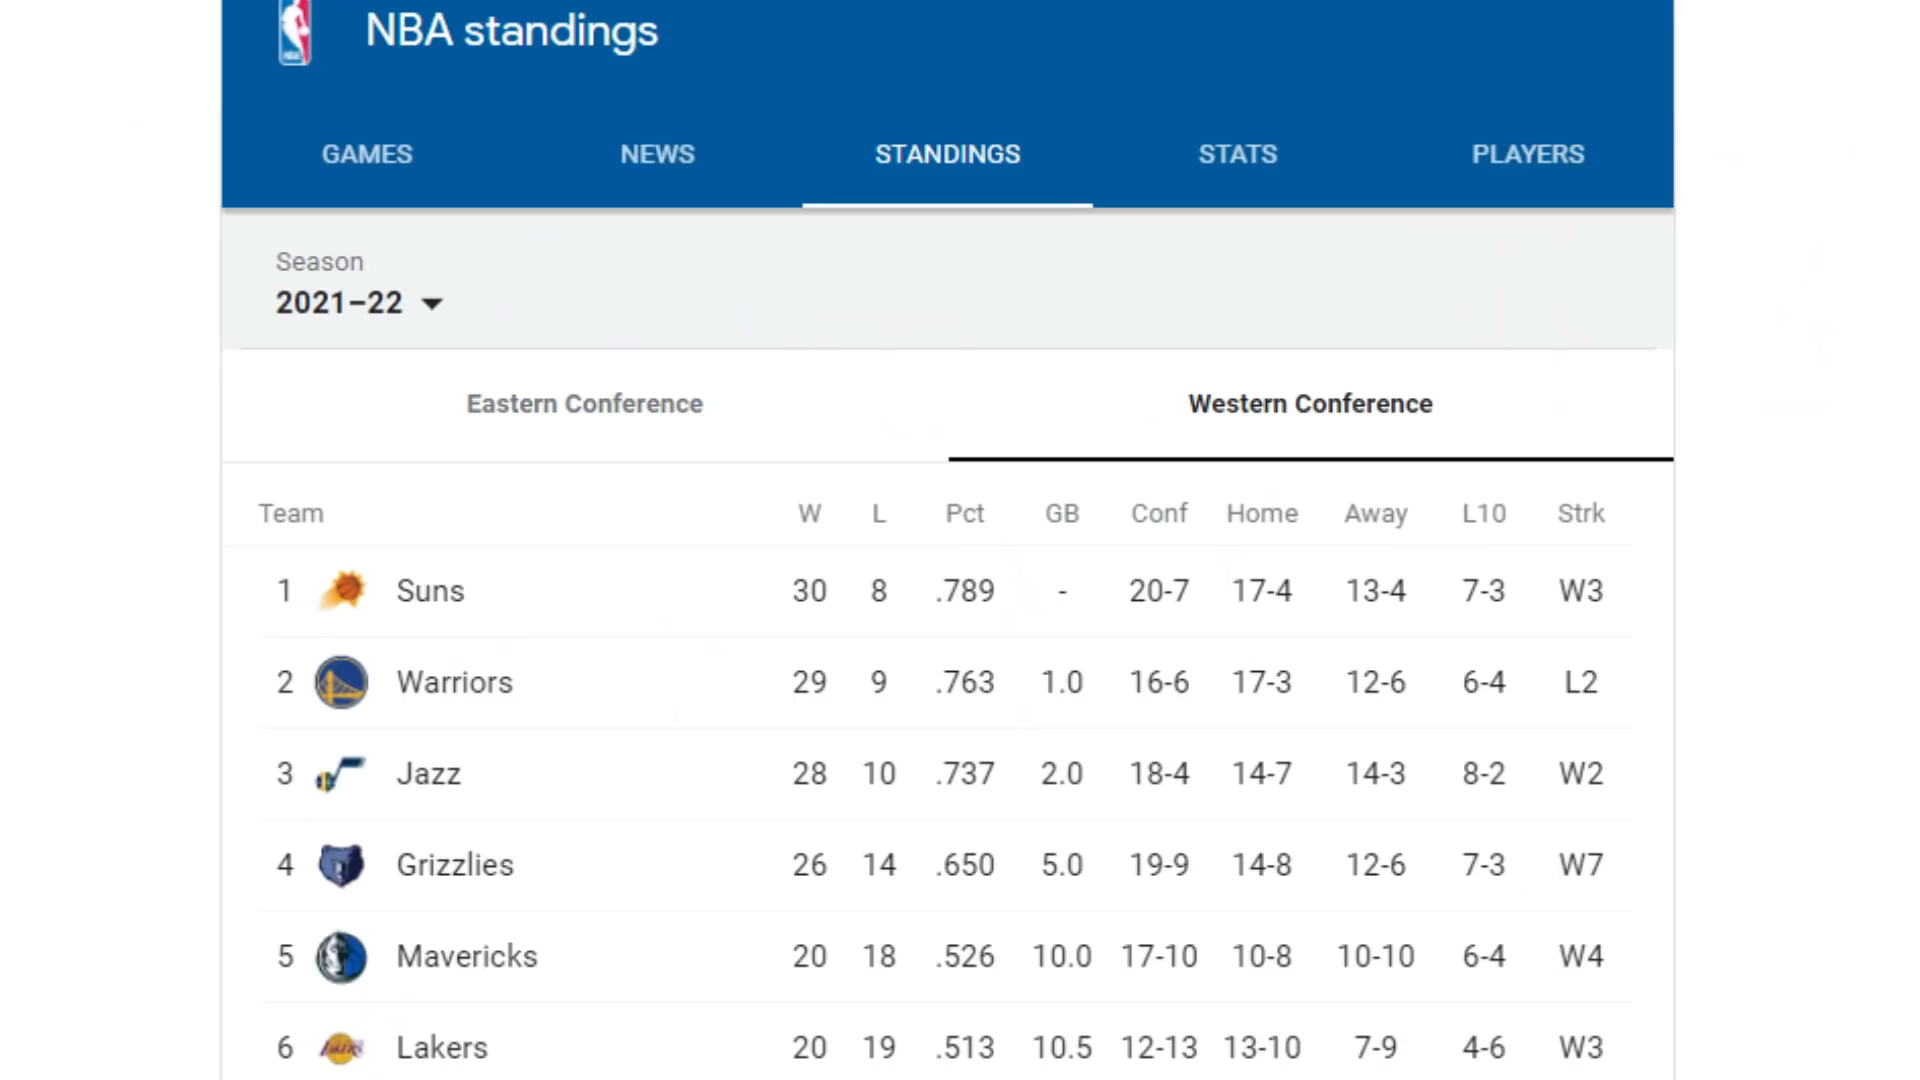 NBA standings
GAMES NEWS STANDINGS STATS PLAYERS
Season
2021–22
Eastern Conference Western Conference
Team W L Pct GB Conf Home Away L10 Strk
1 Suns 30 8 .789 - 20-7 17-4 13-4 7-3 W3
2 Warriors 29 9 .763 1.0 16-6 17-3 12-6 6-4 L2
3 Jazz 28 10 .737 2.0 18-4 14-7 14-3 8-2 W2
4 Grizzlies 26 14 .650 5.0 19-9 14-8 12-6 7-3 W7
5 Mavericks 20 18 .526 10.0 17-10 10-8 10-10 6-4 W4
6 Lakers 20 19 .513 10.5 12-13 13-10 7-9 4-6 W3